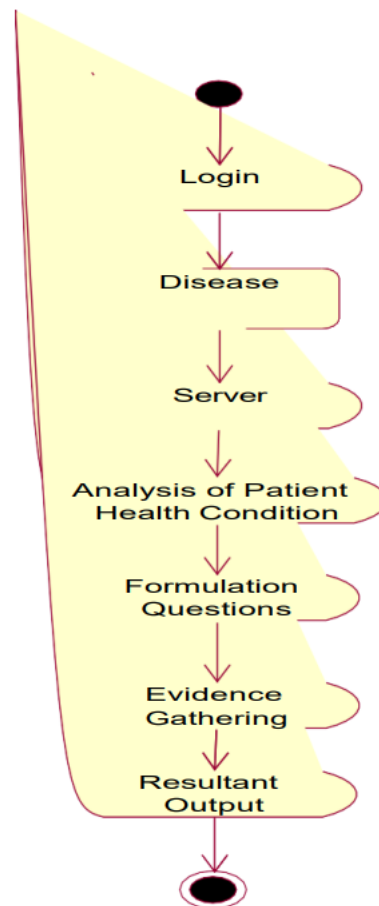 Login
Disease
Server
Analysis of Patient
Health Condition
Formulation
Questions
Evidence
Gathering
Resultant
Output